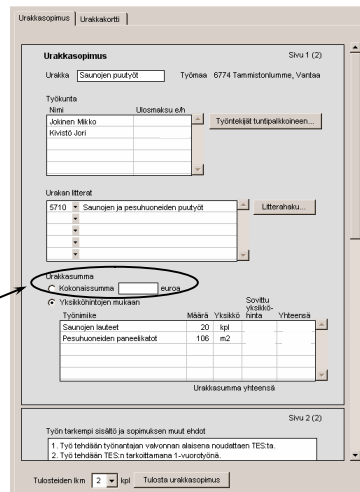 Urakkasopimus Urakkakortti
Urakkasopimus Sivu 1 (2)
Urakka Saunojen puutyöt Työmaa 6774 Tammistonlumme, Vantaa
Työkunta
Nimi Ulosmaksu e/h
Jokinen Mikko
Työntekijät tuntipalkkoineen...
Kivistö Jori
Urakan litterat
5710 Saunojen ja pesuhuoneiden puutyöt Litterahaku...
Urakkasumma
Kokonaissumma euroa
Yksikköhintojen mukaan
Sovittu
yksikkö-
Työnimike Määrä Yksikkö hinta Yhteensä
Saunojen lauteet 20 kpl
Pesuhuoneiden paneelikatot 106 m2
Urakkasumma yhteensä
Sivu 2 (2)
Työn tarkempi sisältö ja sopimuksen muut ehdot
1. Työ tehdään työnantajan valvonnan alaisena noudattaen TES:ta.
2. Työ tehdään TES:n tarkoittamana 1-vuorotyönä.
Tulosteiden lkm 2 kpl Tulosta urakkasopimus